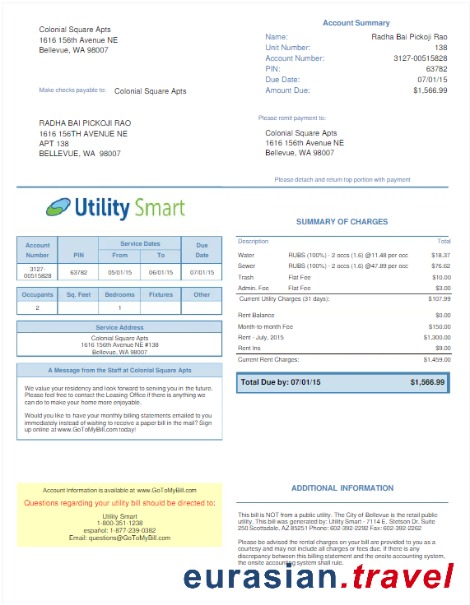 Colonial Square Apts
1616 156th Avenue NE
Bellevue, WA 98007
Make checks payable to: Colonial Square Apts
RADHA BAI PICKOJI RAO
1616 156TH AVENUE NE
APT 138
BELLEVUE, WA 98007
Account Summary
Name: Radha Bai Pickoji Rao
Unit Number: 138
Account Number: 3127-00515828
PIN: 63782
Due Date: 07/01/15
Amount Due: $1,566.99
Please remit payment to:
Colonial Square Apts
1616 156th Avenue NE
Bellevue, WA 98007
Please detach and return top portion with payment
Utility Smart
Account Number PIN Service Dates From To Due Date
3127-00515828 63782 05/01/15 06/01/15 07/01/15
Occupants Sq. Feet Bedrooms Fixtures Other
2 1
Service Address
Colonial Square Apts
1616 156th Avenue NE #138
Bellevue, WA 98007
A Message from the Staff at Colonial Square Apts
We value your residency and look forward to serving you in the future.
Please feel free to contact the Leasing Office if there is anything we
can do to make your home more enjoyable.
Would you like to have your monthly billing statements emailed to you
immediately instead of waiting to receive a paper bill in the mail? Sign
up online at www.GoToMyBill.com today!
SUMMARY OF CHARGES
Description Total
Water RUBS (100%) - 2 occs (1.6) @11.48 per occ $18.37
Sewer RUBS (100%) - 2 occs (1.6) @47.89 per occ $76.62
Trash Flat Fee $10.00
Admin. Fee Flat Fee $3.00
Current Utility Charges (31 days): $107.99
Rent Balance $0.00
Month-to-month Fee $150.00
Rent - July, 2015 $1,300.00
Rent Ins $9.00
Current Rent Charges: $1,459.00
Total Due by: 07/01/15 $1,566.99
Account Information is available at www.GoToMyBill.com
Questions regarding your utility bill should be directed to:
Utility Smart
1-800-351-1238
español: 1-877-239-0382
Email: questions@GoToMyBill.com
ADDITIONAL INFORMATION
This bill is NOT from a public utility. The City of Bellevue is the retail public
utility. This bill was generated by: Utility Smart - 7114 E. Stetson Dr. Suite
250 Scottsdale, AZ 85251 Phone: 602-392-2282 Fax: 602-392-2262
Please be advised the rental charges on your bill are provided to you as a
courtesy and may not include all charges or fees due. If there is any
discrepancy between this billing statement and the onsite accounting system,
the onsite accounting system shall rule.
eurasian.travel